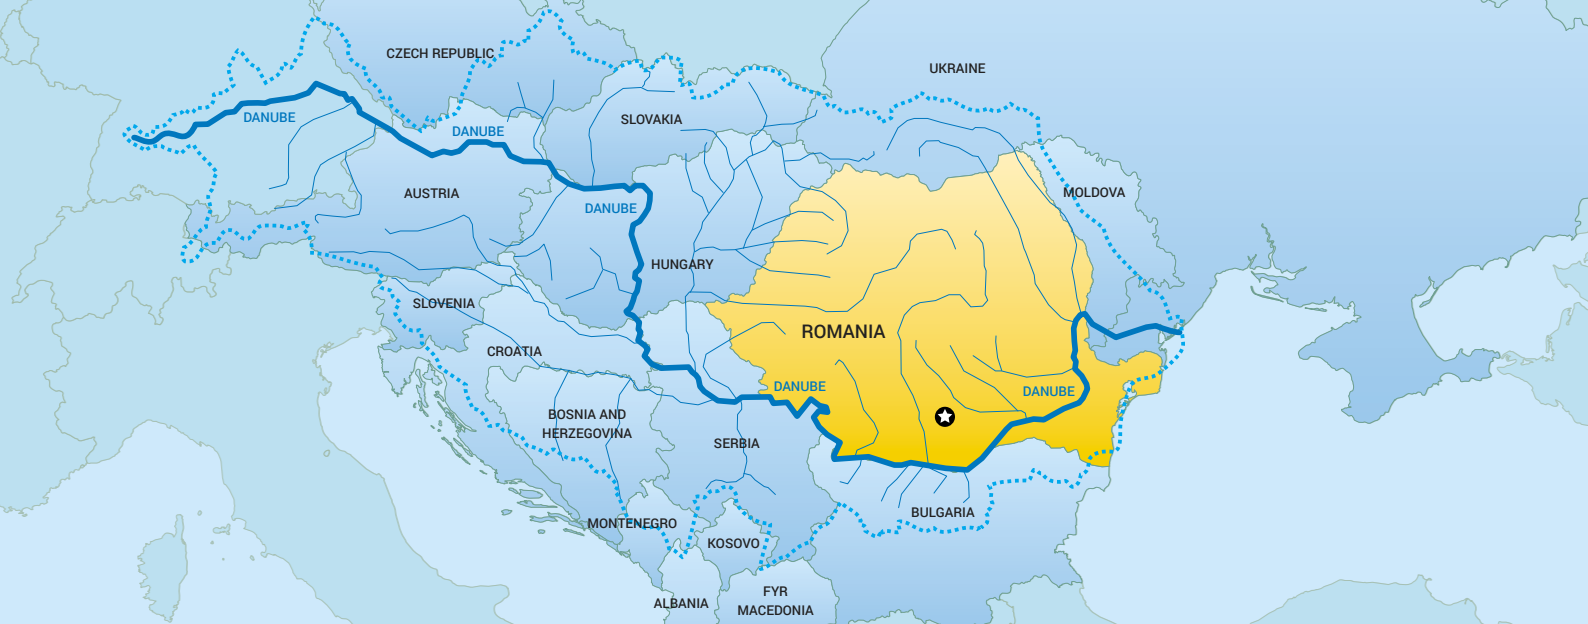 CZECH REPUBLIC
UKRAINE
DANUBE
SLOVAKIA
DANUBE
AUSTRIA
MOLDOVA
DANUBE
HUNGARY
SLOVENIA
ROMANIA
CROATIA
DANUBE
DANUBE
BOSNIA AND
HERZEGOVINA
SERBIA
BULGARIA
MONTENEGRO
KOSOVO
FYR
MACEDONIA
ALBANIA